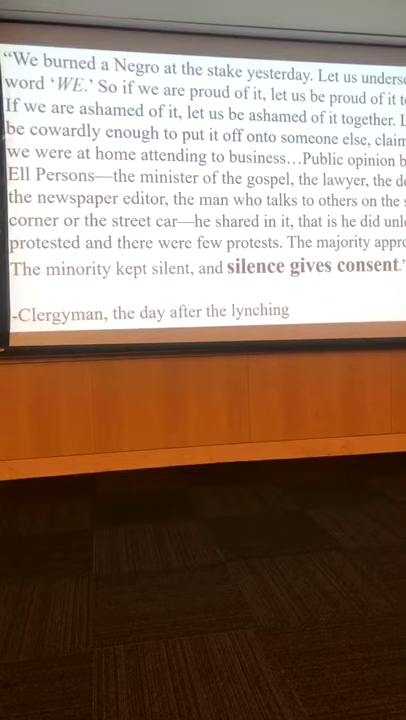 “We burned a Negro at the stake yesterday. Let us
word ‘WE.’ So if we are proud of it, let us be proud of it
If we are ashamed of it, let us be ashamed of it together.
be cowardly enough to put it off onto someone else,
we were at home attending to business…Public opinion
Ell Persons—the minister of the gospel, the lawyer, the
the newspaper editor, the man who talks to others on the
corner or the street car—he shared in it, that is he did
protested and there were few protests. The majority
The minority kept silent, and silence gives consent.”
-Clergyman, the day after the lynching